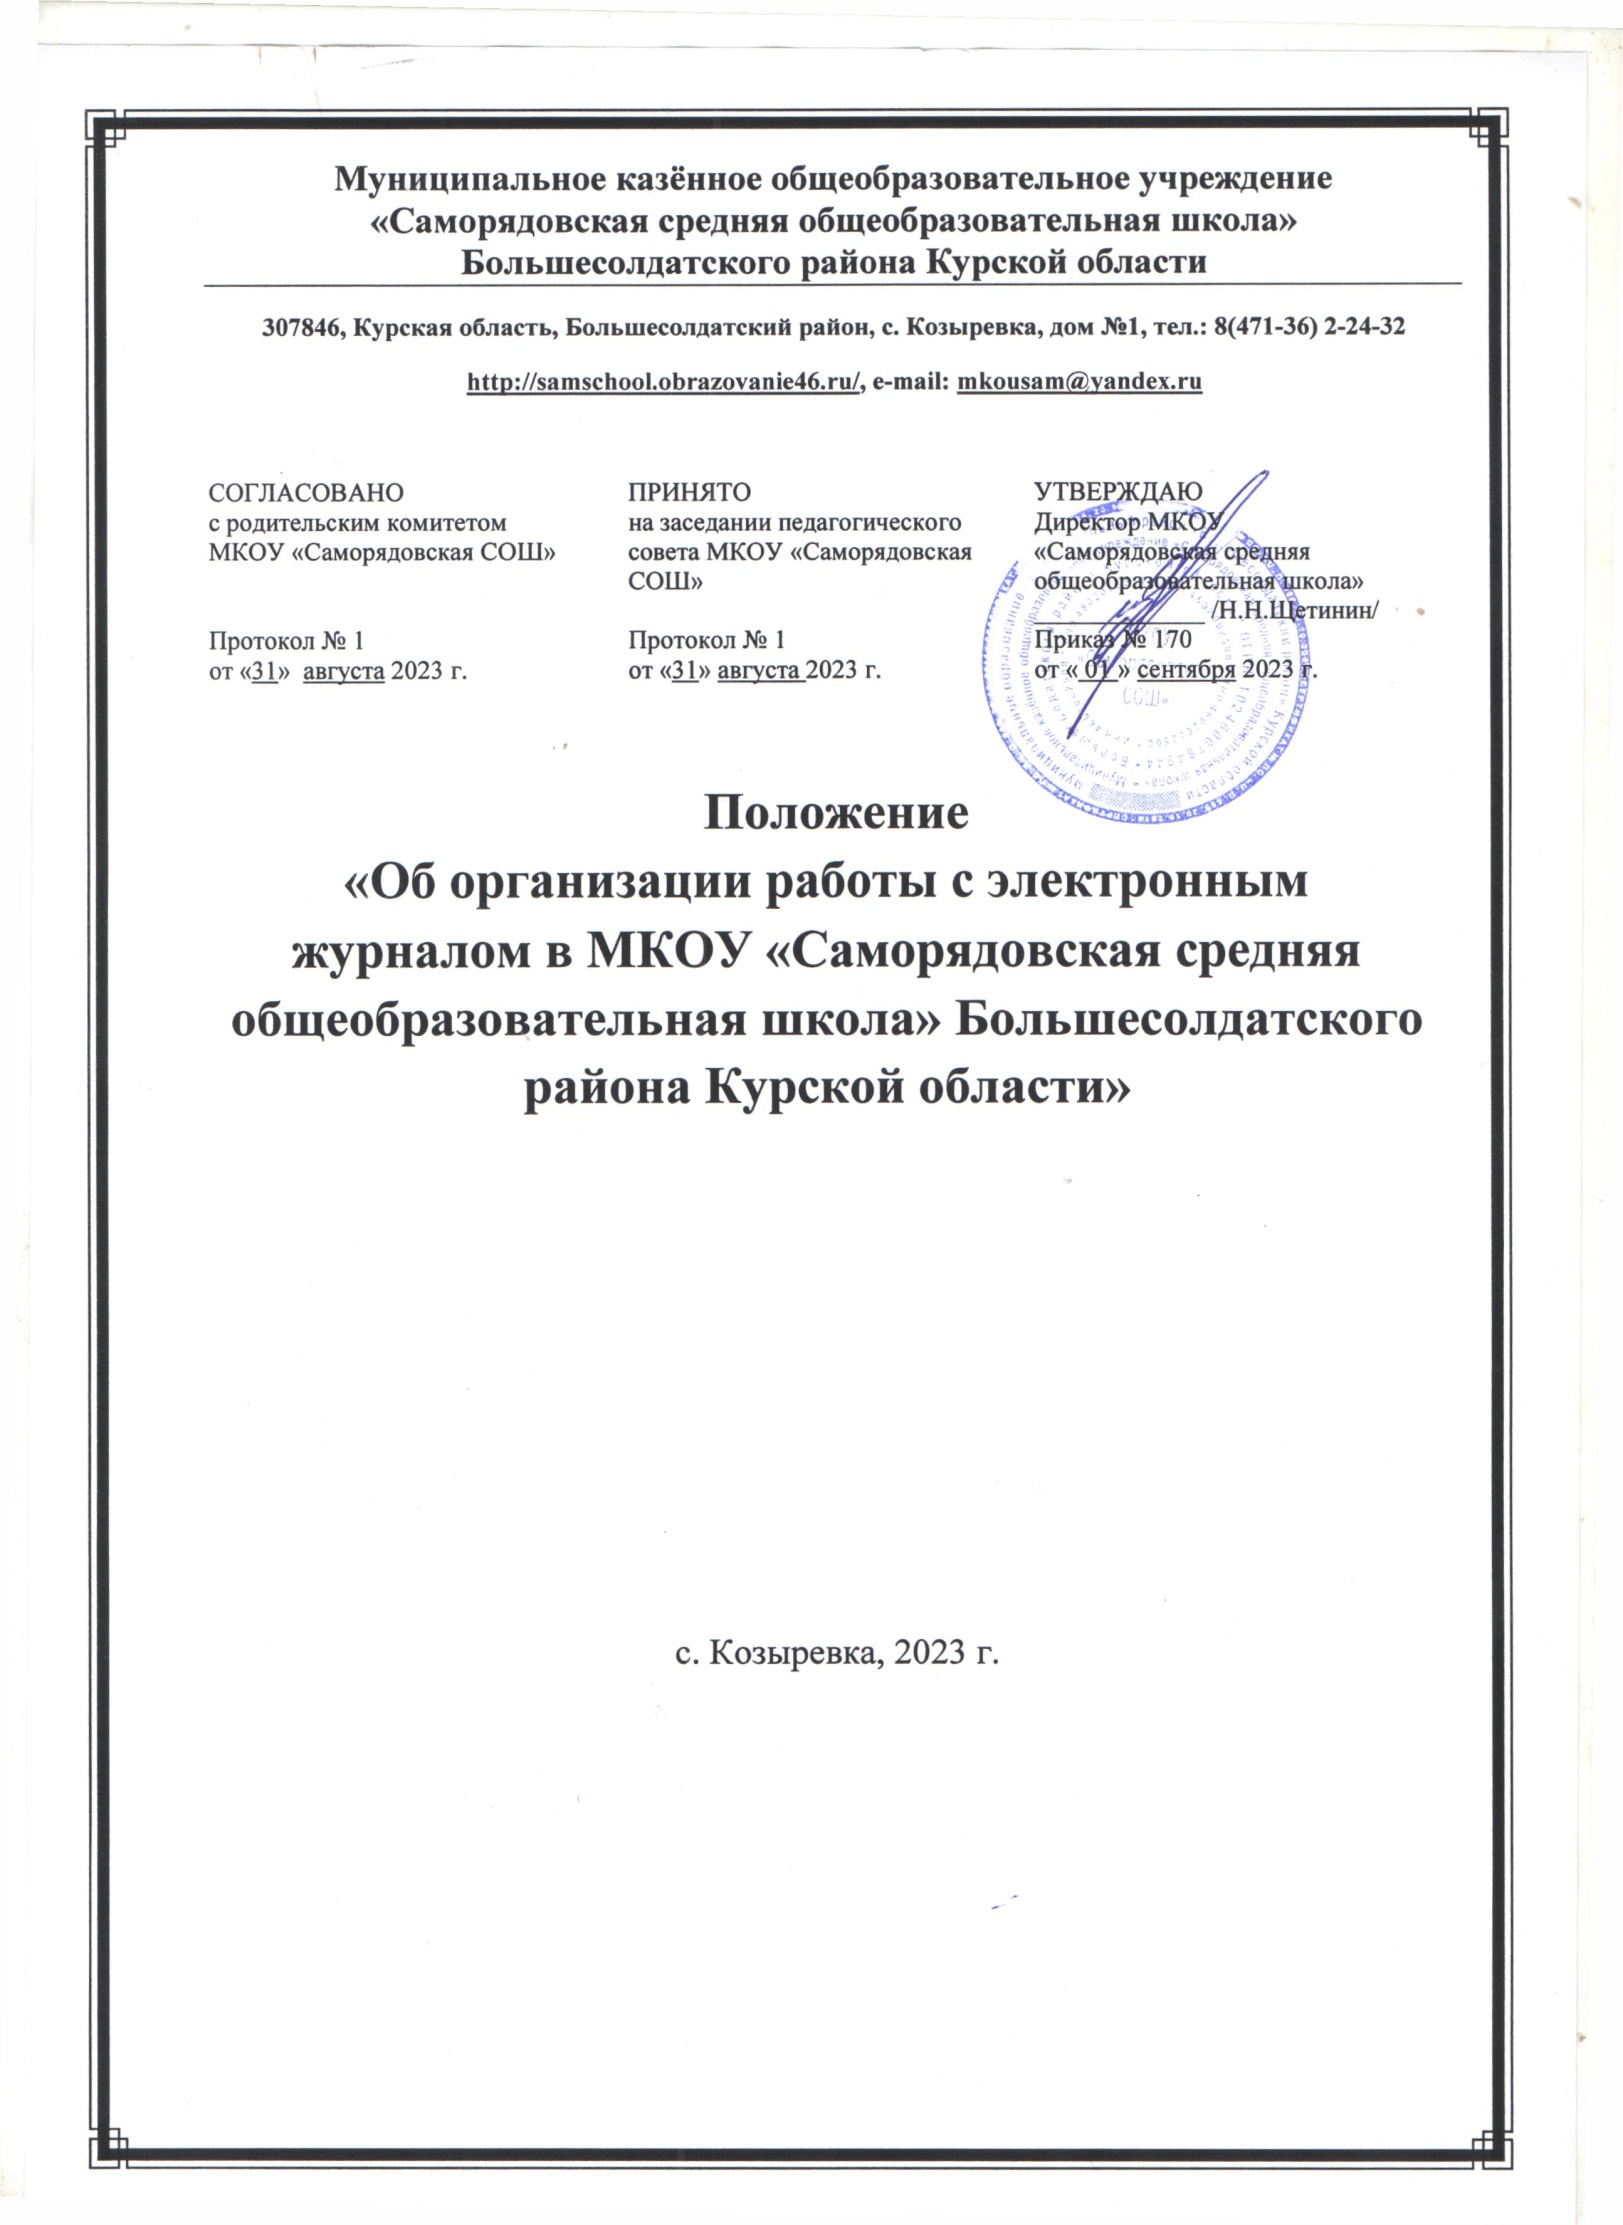 Муниципальное казённое общеобразовательное учреждение
«Саморядовская средняя общеобразовательная школа»
Большесолдатского района Курской области
307846, Курская область, Большесолдатский район, с. Козыревка, дом №1, тел.: 8(471-36) 2-24-32
http://samschool.obrazovanie46.ru/, e-mail: mkousam@yandex.ru
СОГЛАСОВАНО
с родительским комитетом
МКОУ «Саморядовская СОШ»
Протокол № 1
от «31» августа 2023 г.
ПРИНЯТО
на заседании педагогического
совета МКОУ «Саморядовская
СОШ»
Протокол № 1
от «31» августа 2023 г.
УТВЕРЖДАЮ
Директор МКОУ
«Саморядовская средняя
общеобразовательная школа»
_____________ /Н.Н.Щетинин/
Приказ № 170
от « 01 » сентября 2023 г.
СОШ»
Положение
«Об организации работы с электронным
журналом в МКОУ «Саморядовская средняя
общеобразовательная школа» Большесолдатского
района Курской области»
с. Козыревка, 2023 г.